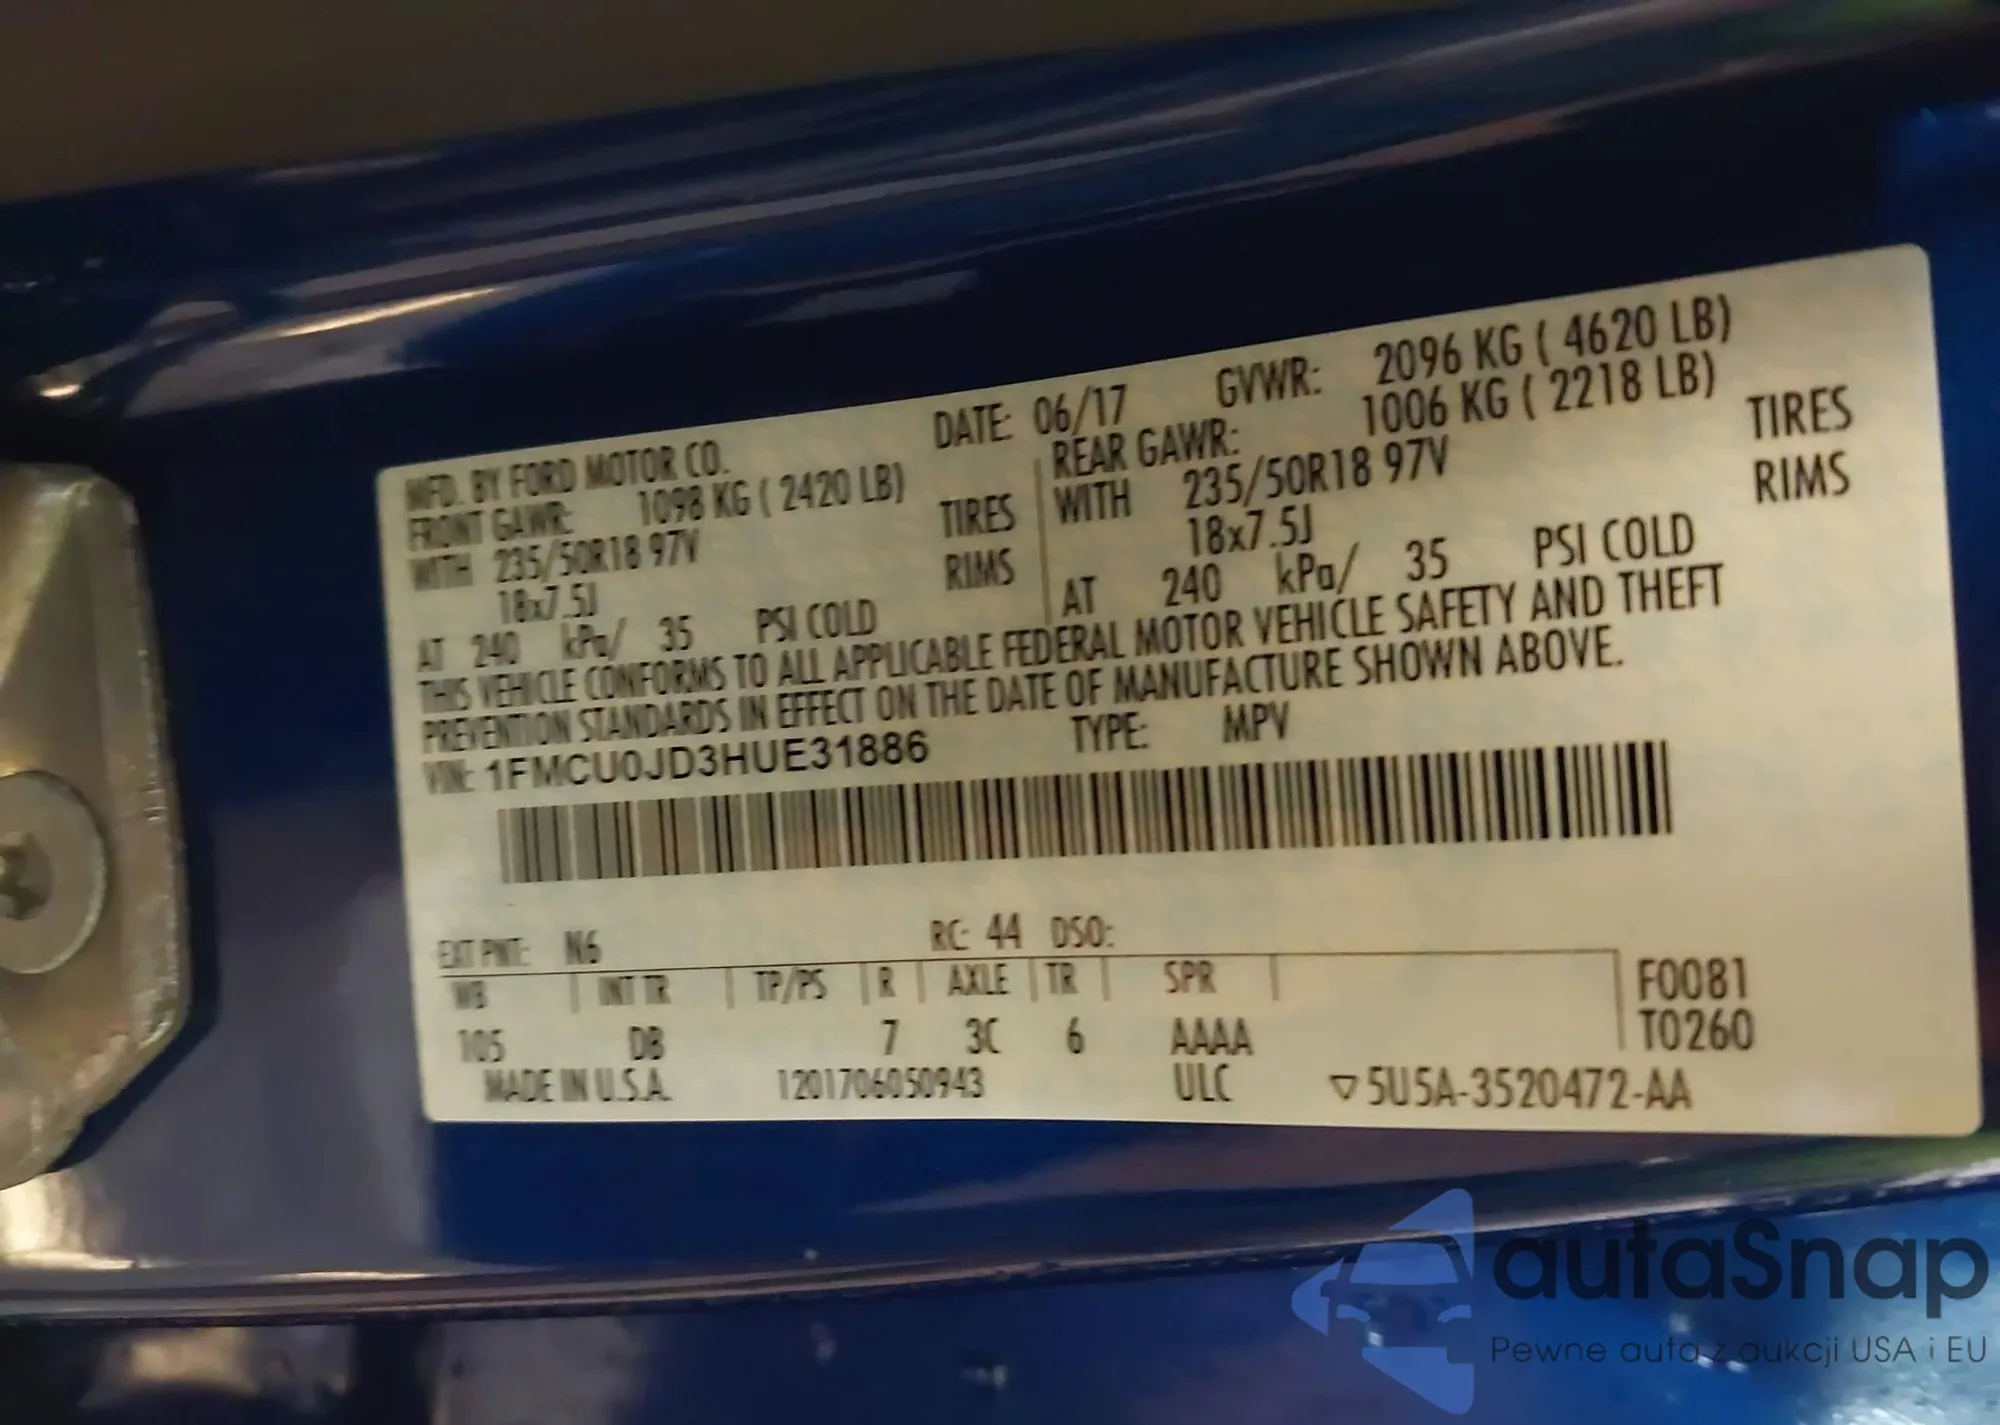 MFD. BY FORD MOTOR CO. DATE: 06/17 GVWR: 2096 KG ( 4620 LB)
FRONT GAWR: 1098 KG ( 2420 LB) REAR GAWR: 1006 KG ( 2218 LB)
WITH 235/50R18 97V TIRES WITH 235/50R18 97V TIRES
18x7.5J RIMS 18x7.5J RIMS
AT 240 kPa/ 35 PSI COLD AT 240 kPa/ 35 PSI COLD
THIS VEHICLE CONFORMS TO ALL APPLICABLE FEDERAL MOTOR VEHICLE SAFETY AND THEFT
PREVENTION STANDARDS IN EFFECT ON THE DATE OF MANUFACTURE SHOWN ABOVE.
VIN: 1FMCU0JD3HUE31886 TYPE: MPV
EXT PNT: N6 RC: 44 DSO:
WB INT TR TP/PS R AXLE TR SPR F0081
105 DB 7 3C 6 AAAA T0260
MADE IN U.S.A. 1201706050943 ULC ▽5U5A-3520472-AA
autaSnap
Pewne auta z aukcji USA i EU